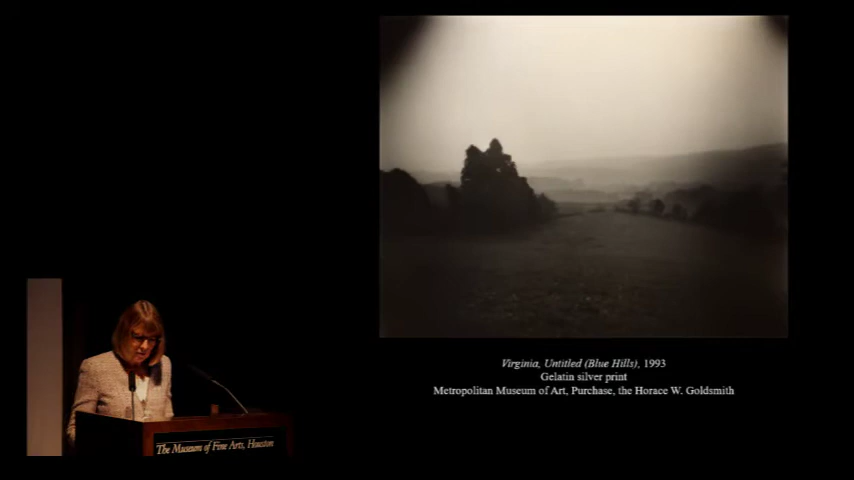 Virginia, Untitled (Blue Hills), 1993
Gelatin silver print
Metropolitan Museum of Art, Purchase, the Horace W. Goldsmith
The Museum of Fine Arts, Houston